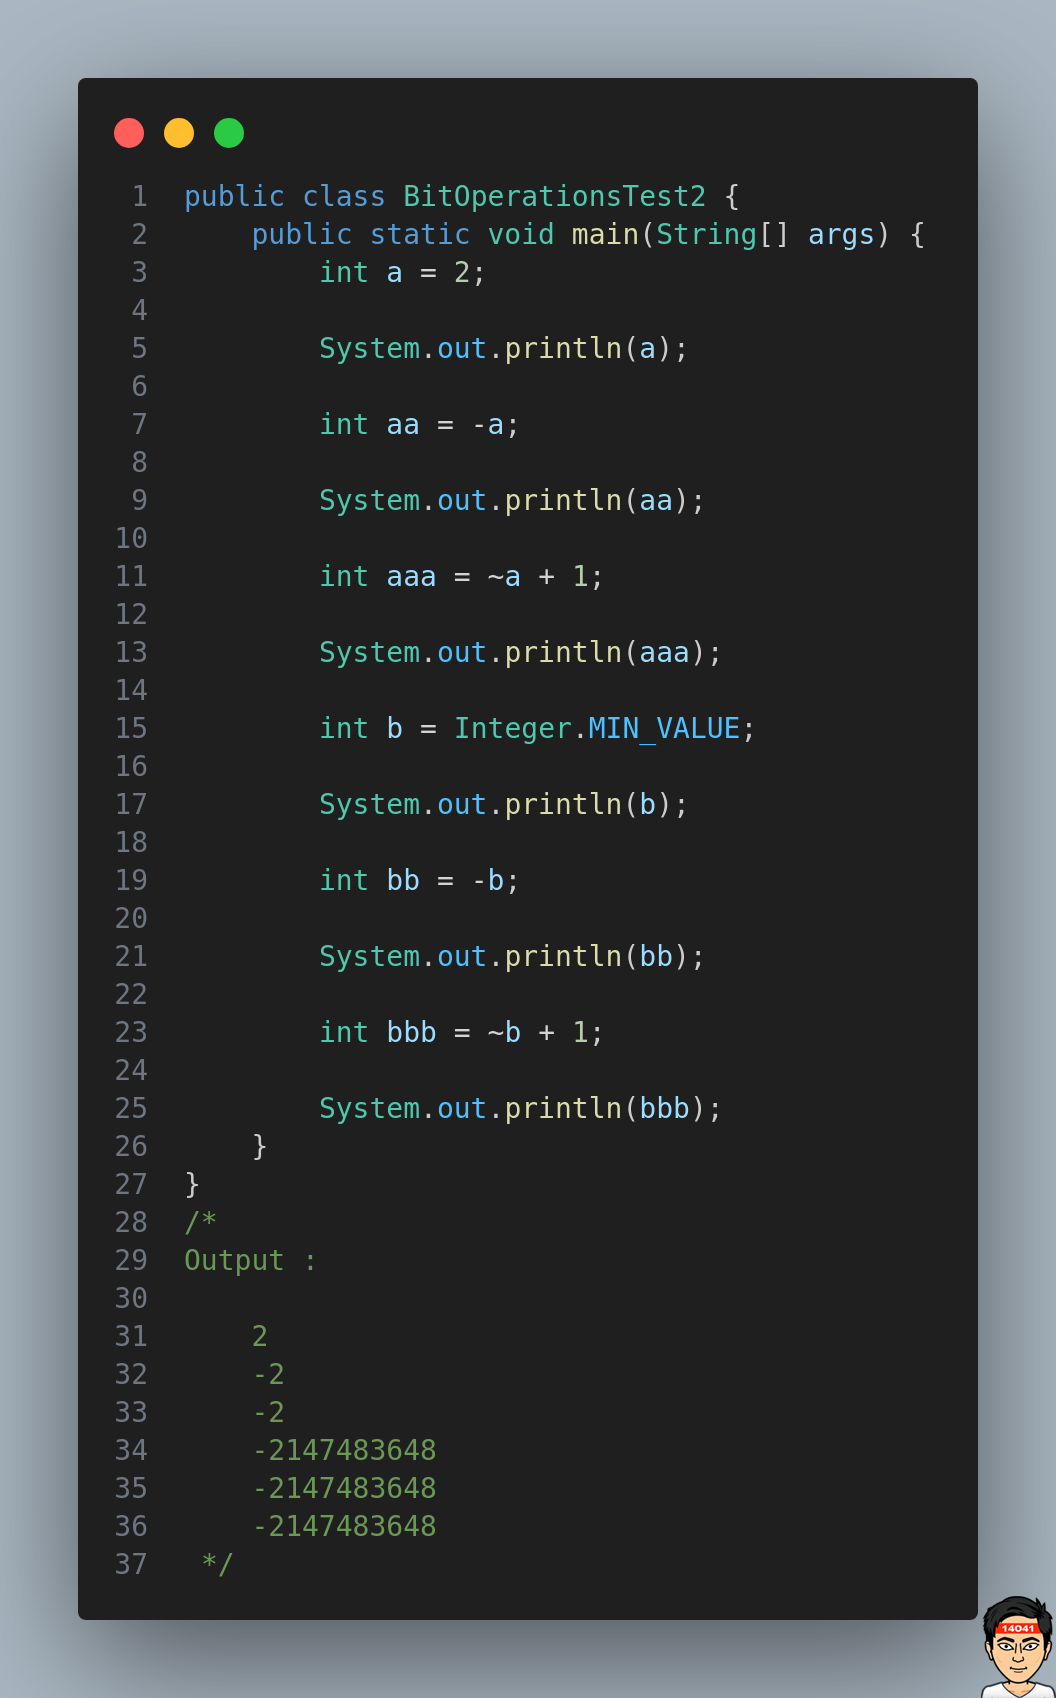 1 public class BitOperationsTest2 {
2     public static void main(String[] args) {
3         int a = 2;
4
5         System.out.println(a);
6
7         int aa = -a;
8
9         System.out.println(aa);
10
11         int aaa = ~a + 1;
12
13         System.out.println(aaa);
14
15         int b = Integer.MIN_VALUE;
16
17         System.out.println(b);
18
19         int bb = -b;
20
21         System.out.println(bb);
22
23         int bbb = ~b + 1;
24
25         System.out.println(bbb);
26     }
27 }
28 /*
29 Output :
30
31     2
32     -2
33     -2
34     -2147483648
35     -2147483648
36     -2147483648
37  */
14041